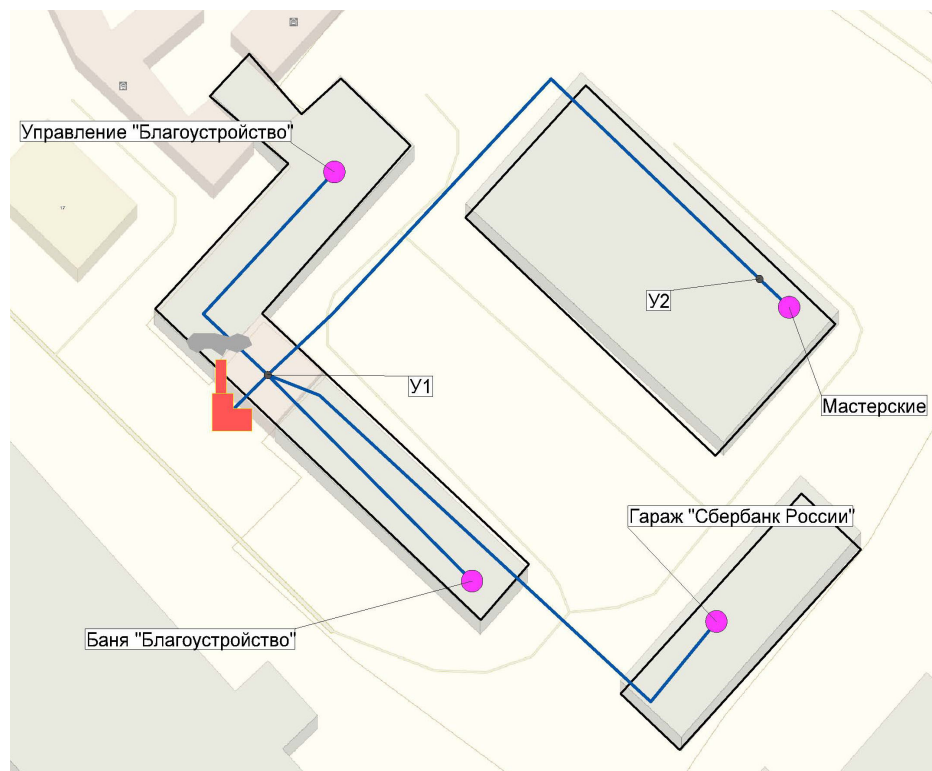 Управление "Благоустройство"
У2
У1
Мастерские
Гараж "Сбербанк России"
Баня "Благоустройство"